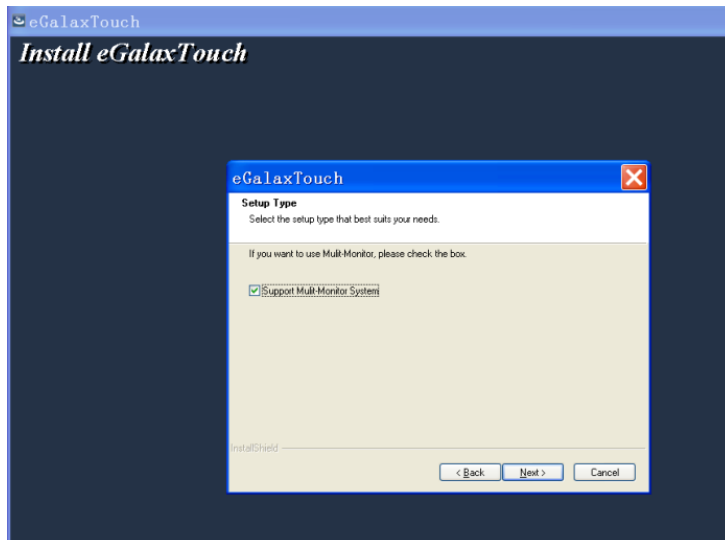 eGalaxTouch
Install eGalaxTouch
eGalaxTouch
Setup Type
Select the setup type that best suits your needs.
If you want to use Mulit-Monitor, please check the box.
Support Mulit-Monitor System
InstallShield
< Back Next > Cancel